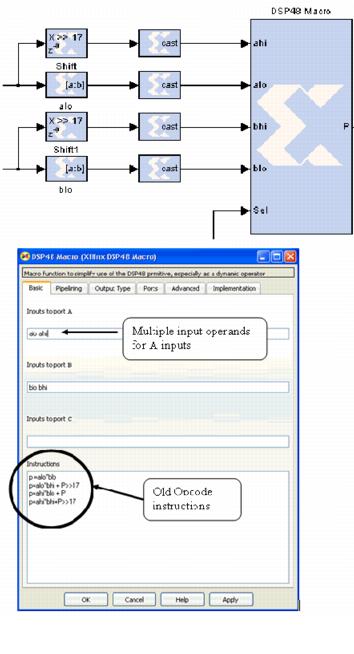 DSP48 Macro
X >> 17
z
cast
ahi
Shift
[a:b]
cast
alo
alo
X >> 17
z
cast
bhi
P
Shift1
[a:b]
cast
blo
blo
Sel
DSP48 Macro (Xilinx DSP48 Macro)
Macro function to simplify use of the DSP48 primitive, especially as a dynamic operator
Basic Pipelining Output Type Ports Advanced Implementation
Inputs to port A
alo ahi
Multiple input operands
for A inputs
Inputs to port B
blo bhi
Inputs to port C
Instructions
p=alo*blo
p=alo*bhi + P>>17
p=ahi*blo + P
p=ahi*bhi+P>>17
Old Opcode
instructions
OK Cancel Help Apply